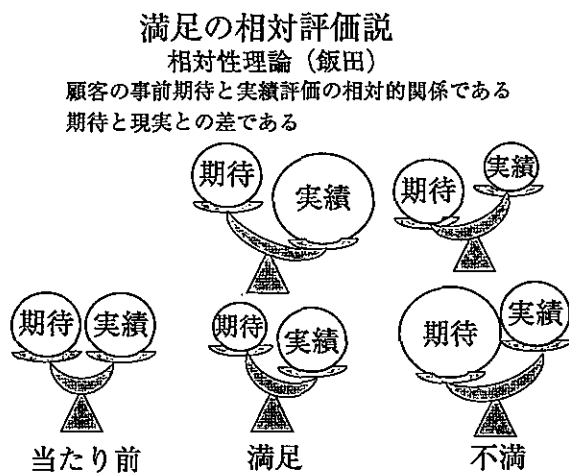 満足の相対評価説
相対性理論（飯田）
顧客の事前期待と実績評価の相対的関係である
期待と現実との差である
期待
実績
期待
実績
期待
実績
期待
実績
期待
実績
当たり前
満足
不満